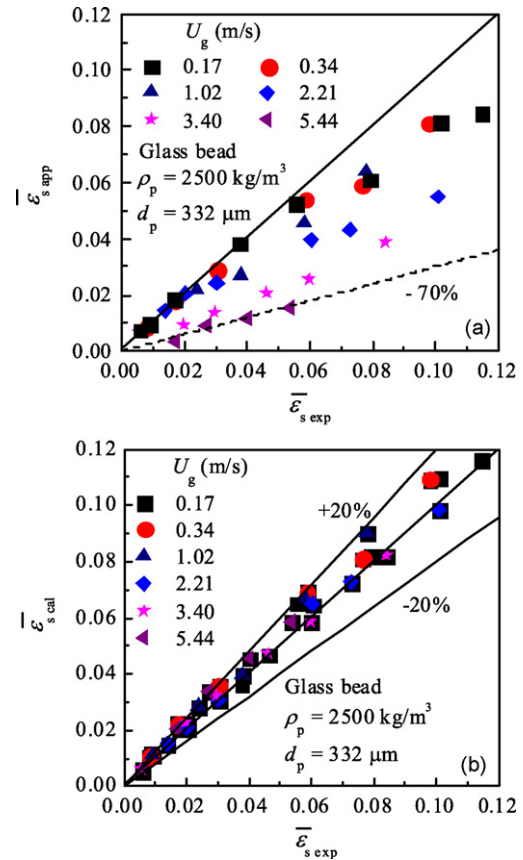 0.12
0.10
0.08
0.06
0.04
0.02
0.00
ε̅s app
Ug (m/s)
0.17 0.34
1.02 2.21
3.40 5.44
Glass bead
ρp = 2500 kg/m³
dp = 332 μm
- 70%
(a)
0.00 0.02 0.04 0.06 0.08 0.10 0.12
ε̅s exp
0.12
0.10
0.08
0.06
0.04
0.02
0.00
ε̅s cal
Ug (m/s)
0.17
0.34
1.02
2.21
3.40
5.44
+20%
-20%
Glass bead
ρp = 2500 kg/m³
dp = 332 μm
(b)
0.00 0.02 0.04 0.06 0.08 0.10 0.12
ε̅s exp